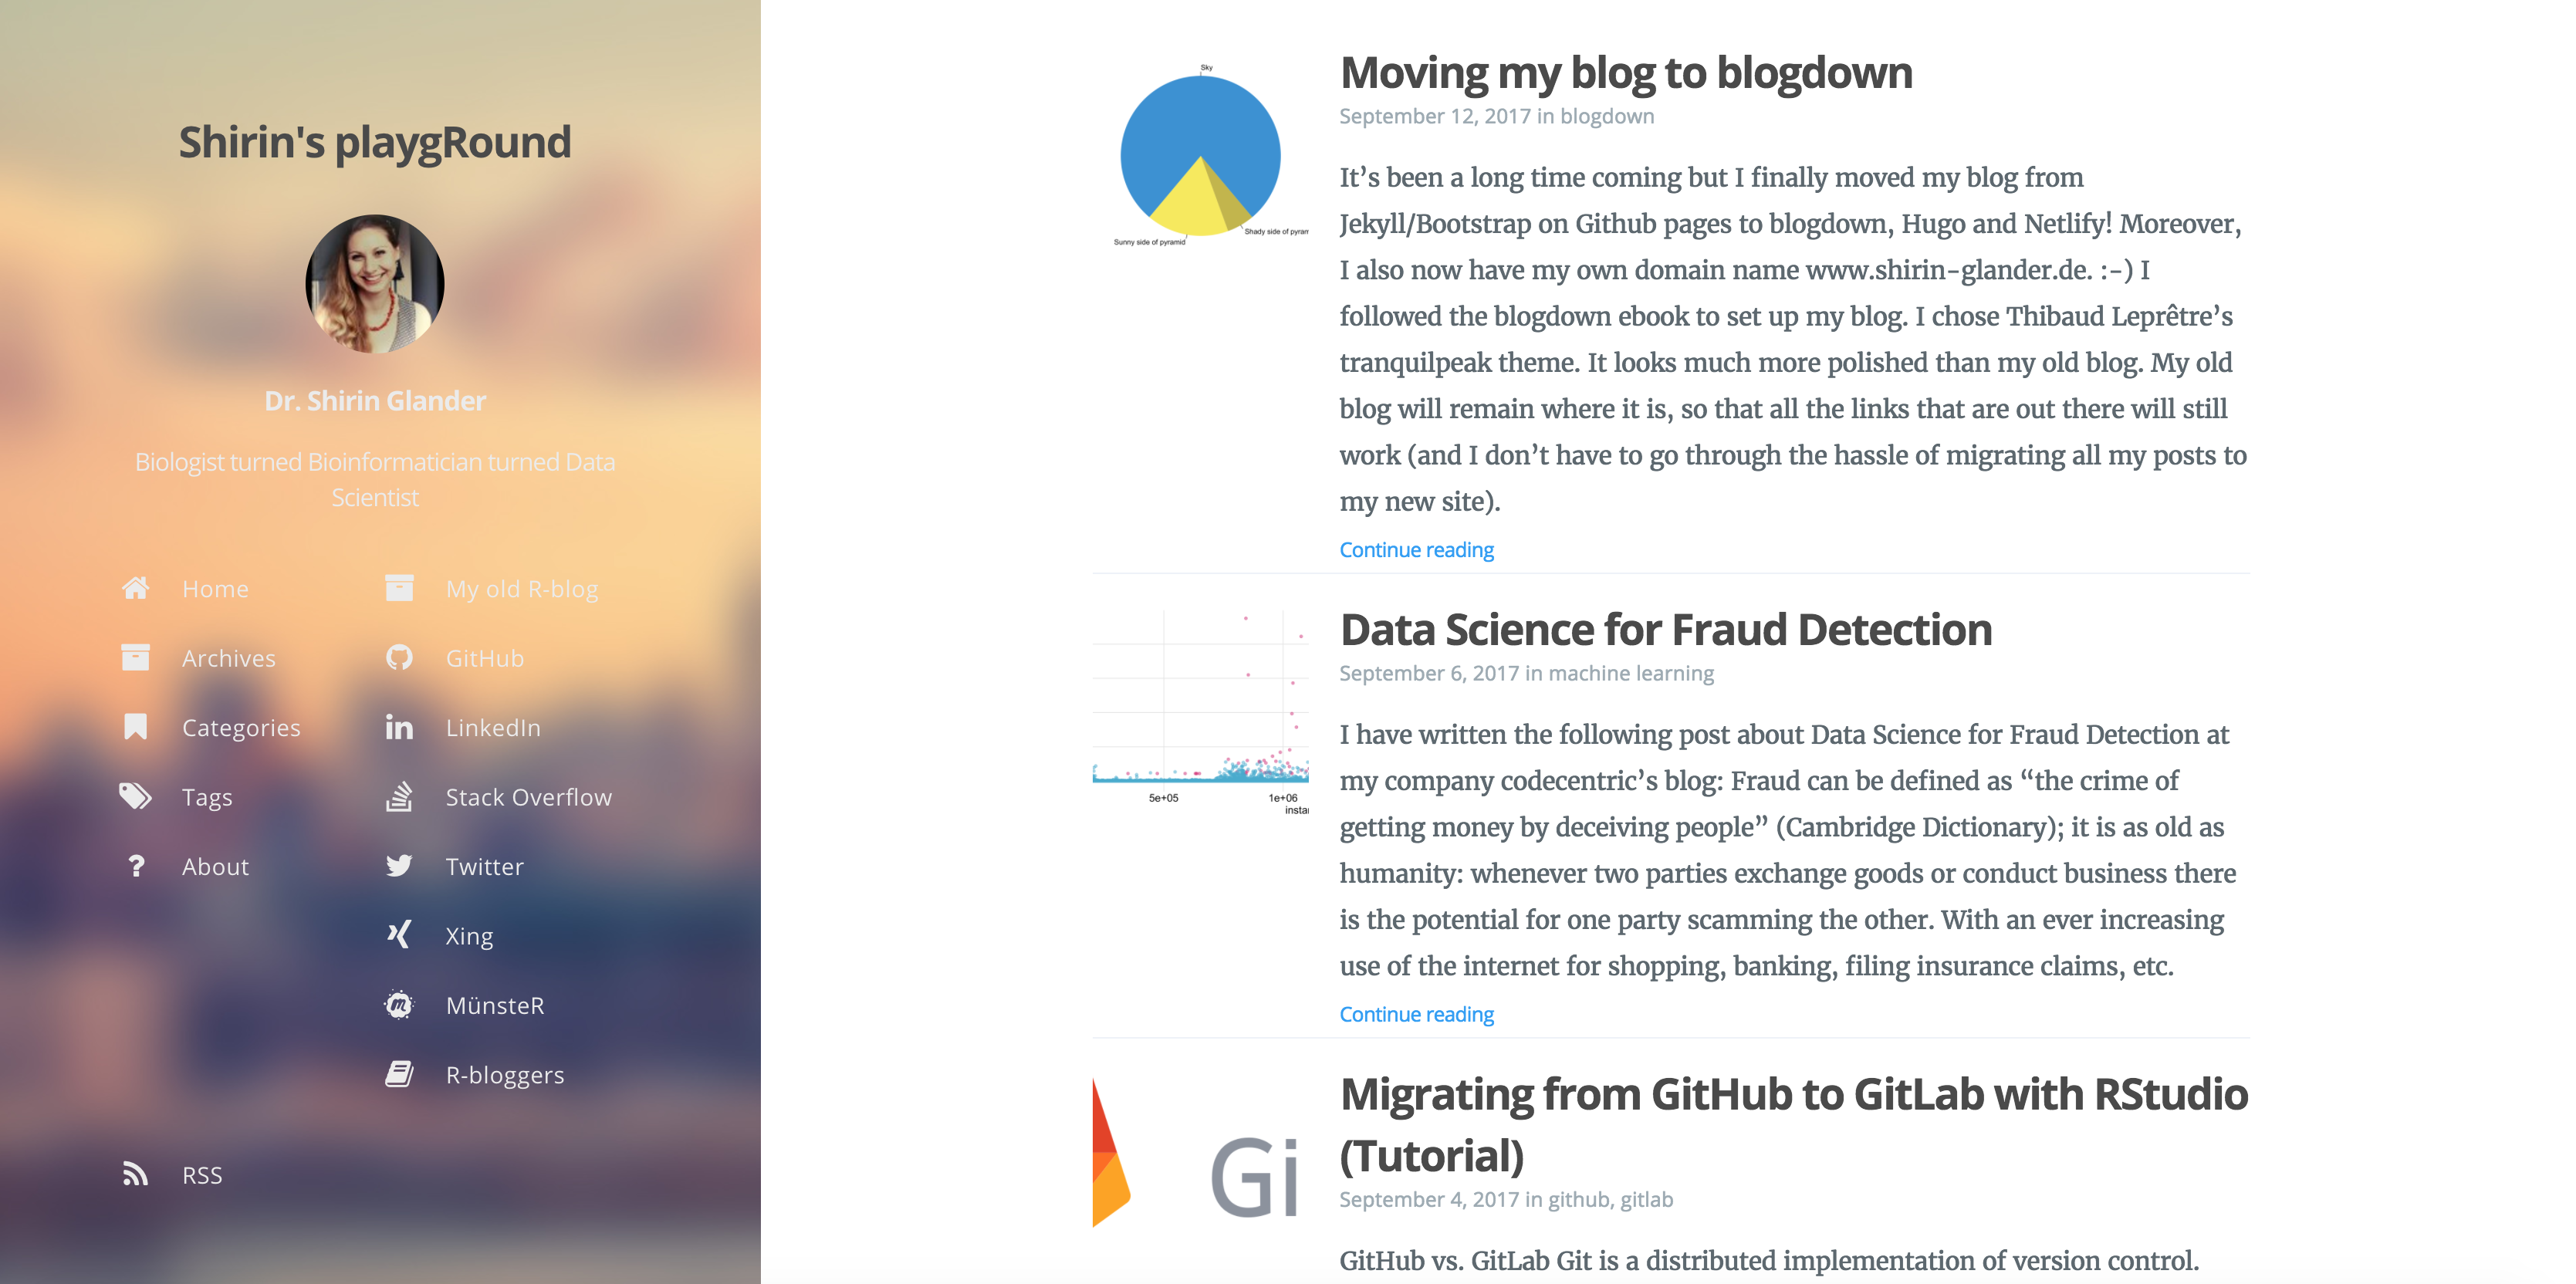 Shirin's playgRound
Dr. Shirin Glander
Biologist turned Bioinformatician turned Data
Scientist
Home
Archives
Categories
Tags
About
My old R-blog
GitHub
LinkedIn
Stack Overflow
Twitter
Xing
MünsteR
R-bloggers
RSS
Sky
Sunny side of pyramid
Shady side of pyram
Moving my blog to blogdown
September 12, 2017 in blogdown
It’s been a long time coming but I finally moved my blog from
Jekyll/Bootstrap on Github pages to blogdown, Hugo and Netlify! Moreover,
I also now have my own domain name www.shirin-glander.de. :-) I
followed the blogdown ebook to set up my blog. I chose Thibaud Leprêtre’s
tranquilpeak theme. It looks much more polished than my old blog. My old
blog will remain where it is, so that all the links that are out there will still
work (and I don’t have to go through the hassle of migrating all my posts to
my new site).
Continue reading
5e+05
1e+06
insta
Data Science for Fraud Detection
September 6, 2017 in machine learning
I have written the following post about Data Science for Fraud Detection at
my company codecentric’s blog: Fraud can be defined as “the crime of
getting money by deceiving people” (Cambridge Dictionary); it is as old as
humanity: whenever two parties exchange goods or conduct business there
is the potential for one party scamming the other. With an ever increasing
use of the internet for shopping, banking, filing insurance claims, etc.
Continue reading
Gi
Migrating from GitHub to GitLab with RStudio
(Tutorial)
September 4, 2017 in github, gitlab
GitHub vs. GitLab Git is a distributed implementation of version control.